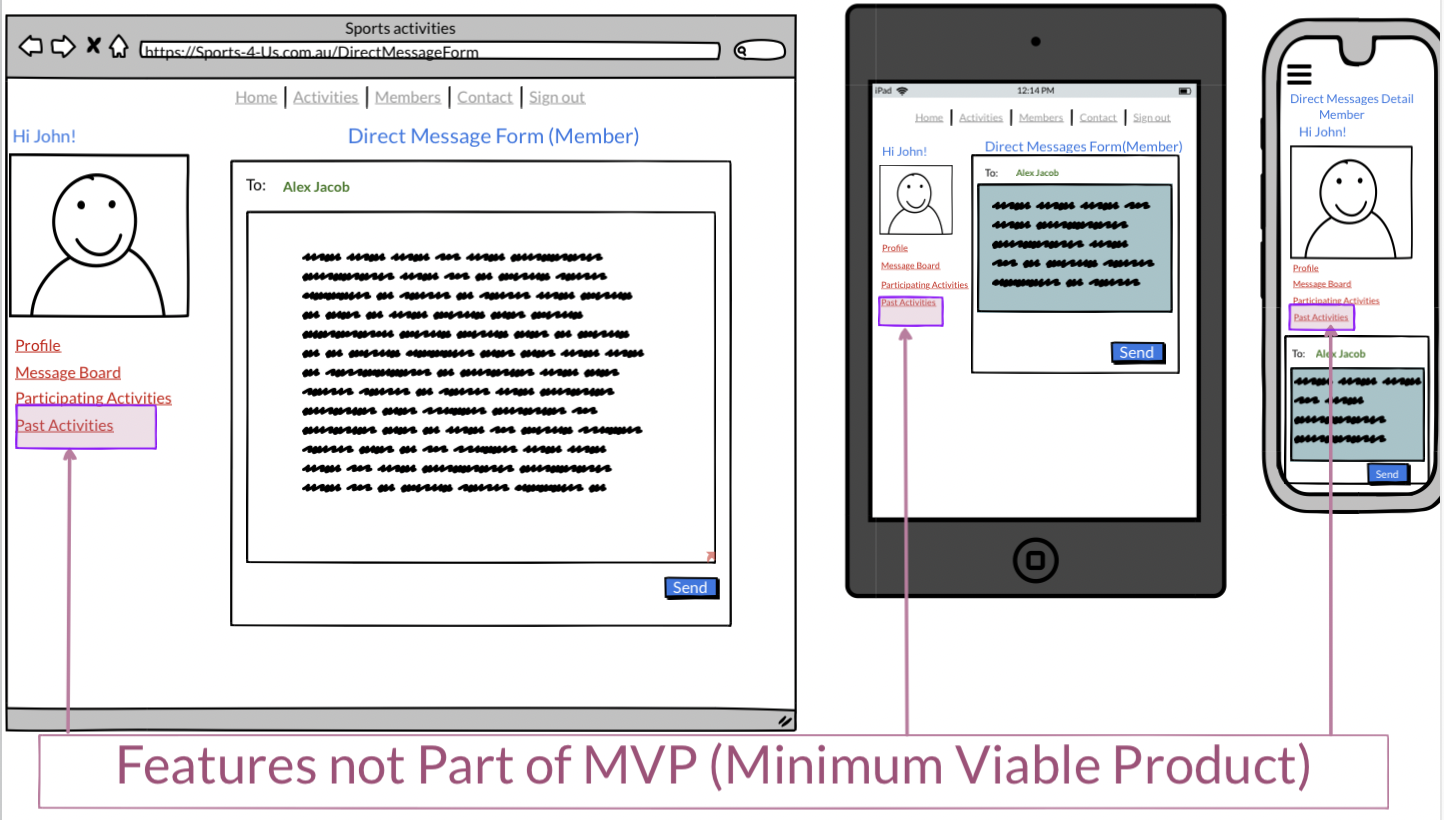 Sports activities
https://Sports-4-Us.com.au/DirectMessageForm
Home | Activities | Members | Contact | Sign out
Hi John!
Direct Message Form (Member)
To: Alex Jacob
Profile
Message Board
Participating Activities
Past Activities
Send
iPad 12:14 PM
Home | Activities | Members | Contact | Sign out
Hi John!
Direct Messages Form(Member)
To: Alex Jacob
Profile
Message Board
Participating Activities
Past Activities
Send
Direct Messages Detail
Member
Hi John!
Profile
Message Board
Participating Activities
Past Activities
To: Alex Jacob
Send
Features not Part of MVP (Minimum Viable Product)